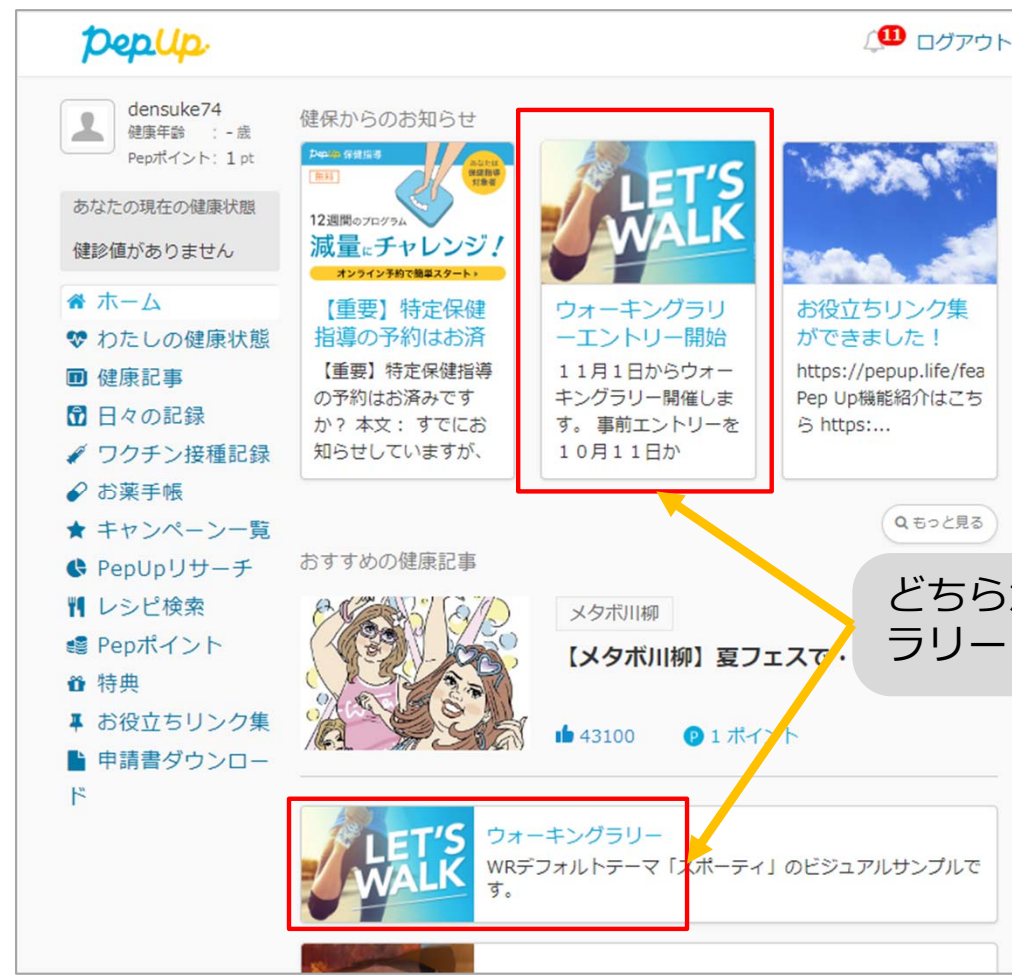 PepUp
11 ログアウト
densuke74
健康年齢 : - 歳
Pepポイント: 1 pt
あなたの現在の健康状態
健診値がありません
ホーム
わたしの健康状態
健康記事
日々の記録
ワクチン接種記録
お薬手帳
キャンペーン一覧
PepUpリサーチ
レシピ検索
Pepポイント
特典
お役立ちリンク集
申請書ダウンロー
ド
健保からのお知らせ
PepUp 保健指導
あなたは
保健指導
対象者
無料
12週間のプログラム
減量にチャレンジ!
オンライン予約で簡単スタート
【重要】特定保健
指導の予約はお済
【重要】特定保健指導
の予約はお済みです
か? 本文: すでにお
知らせしていますが、
LET'S
WALK
ウォーキングラリ
ーエントリー開始
11月1日からウォー
キングラリー開催しま
す。 事前エントリーを
10月11日か
お役立ちリンク集
ができました!
https://pepup.life/fea
Pep Up機能紹介はこち
ら https:...
もっと見る
おすすめの健康記事
メタボ川柳
【メタボ川柳】夏フェスで・
43100 P 1 ポイント
どちら
ラリー
LET'S
WALK
ウォーキングラリー
WRデフォルトテーマ「スポーティ」のビジュアルサンプルで
す。